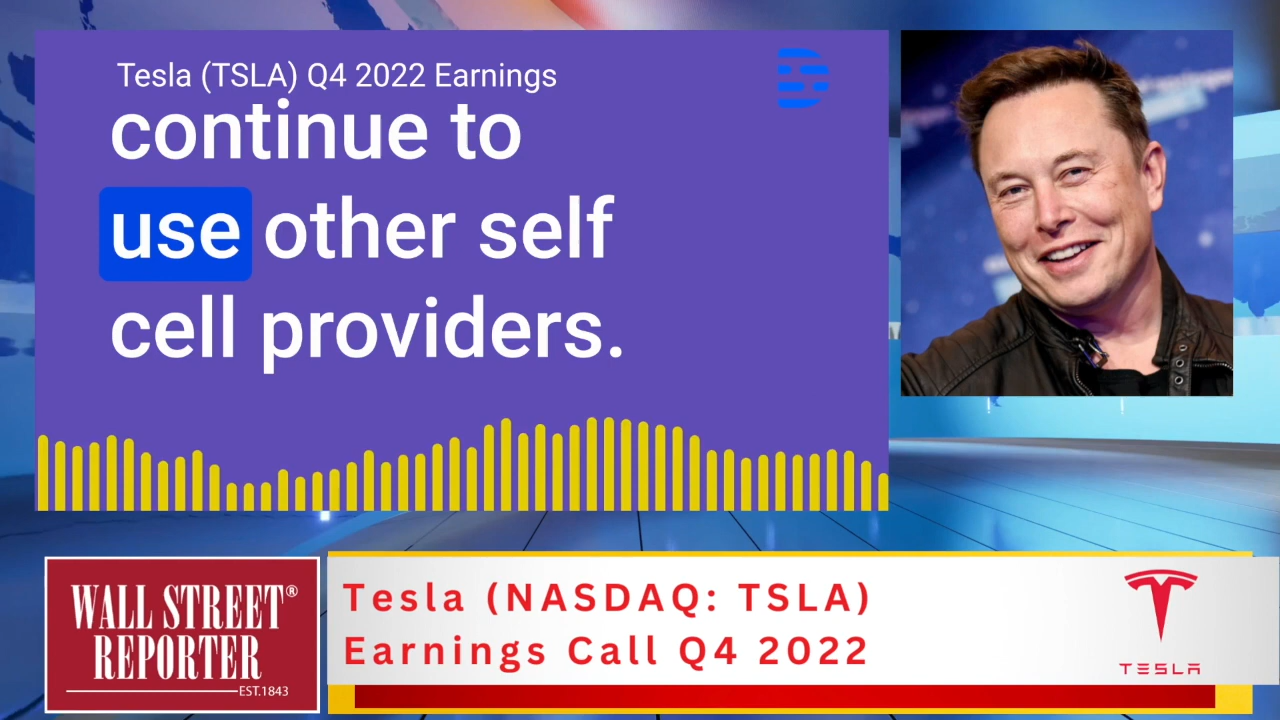 Tesla (TSLA) Q4 2022 Earnings
continue to
use other self
cell providers.
WALL STREET®
REPORTER
EST.1843
Tesla (NASDAQ: TSLA)
Earnings Call Q4 2022
TESLA